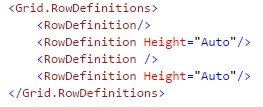 <Grid.RowDefinitions>
    <RowDefinition/>
    <RowDefinition Height="Auto"/>
    <RowDefinition />
    <RowDefinition Height="Auto"/>
</Grid.RowDefinitions>